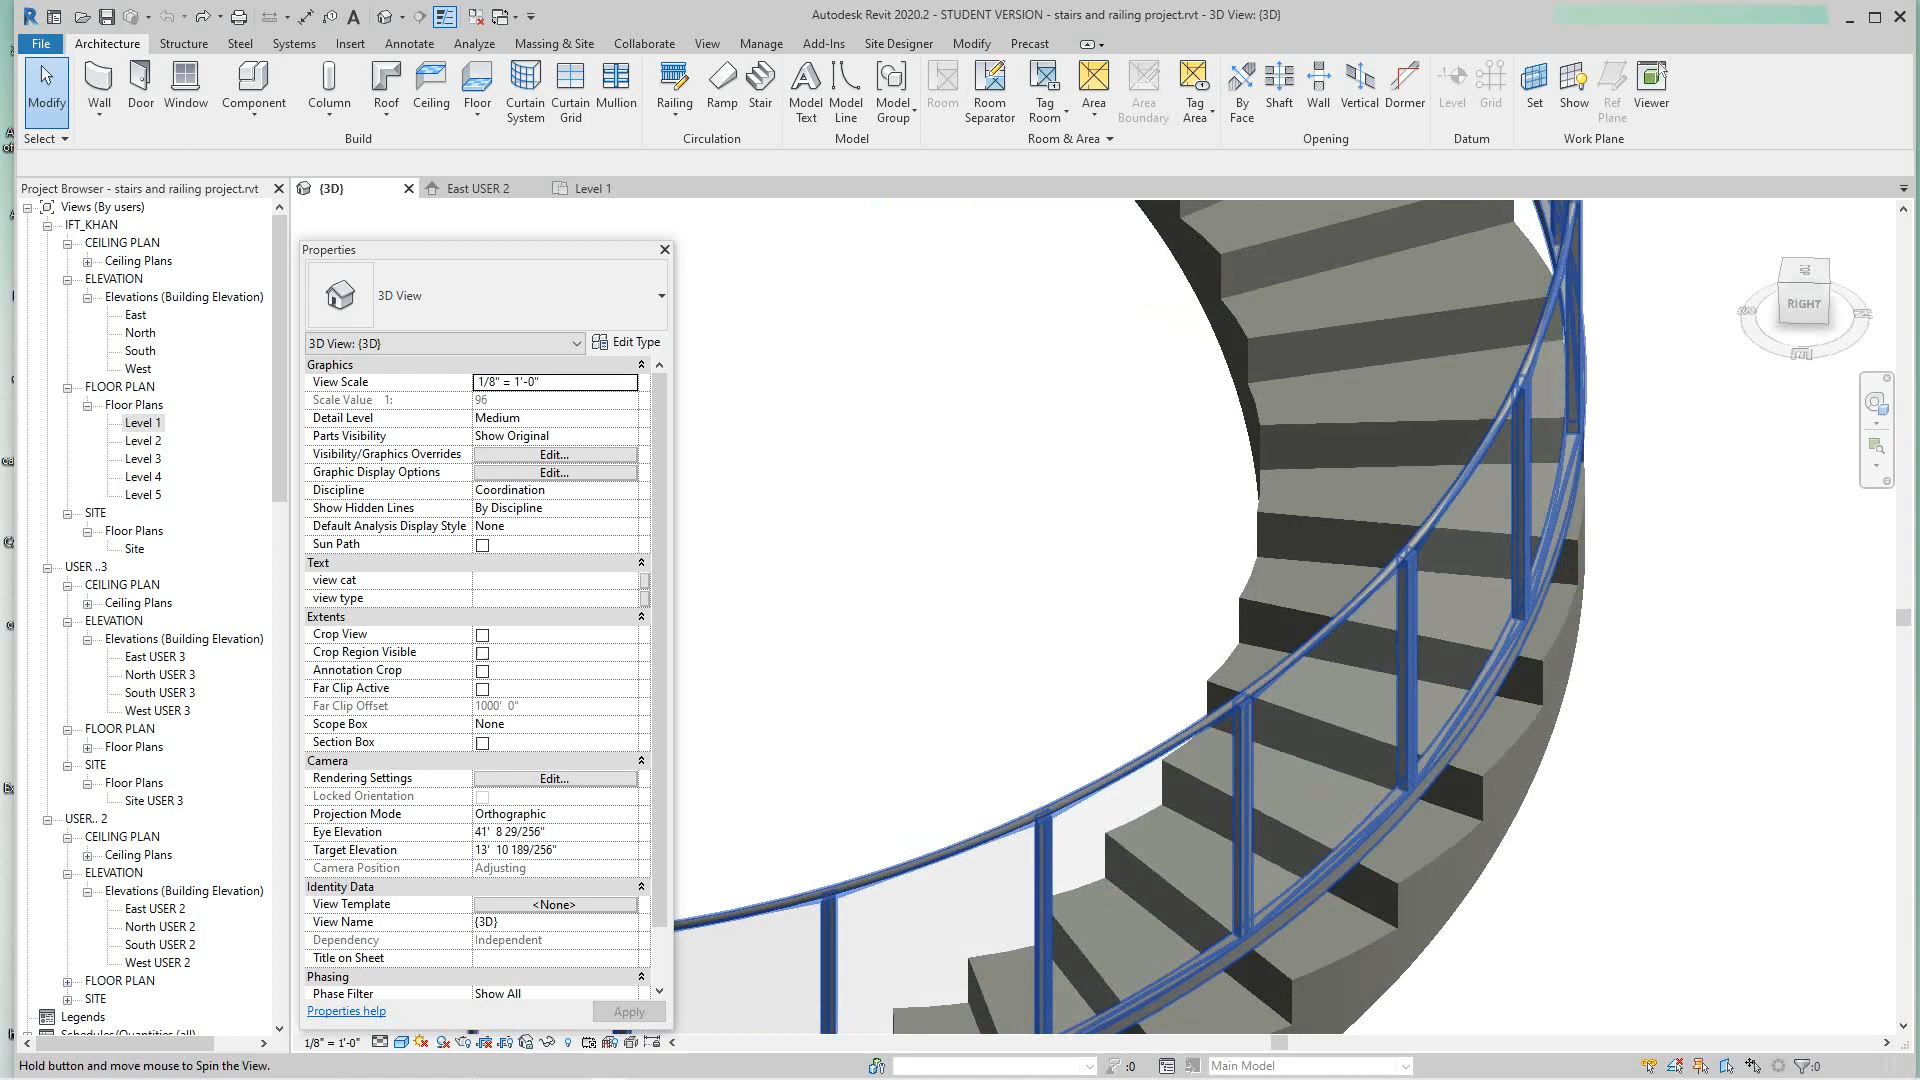 Autodesk Revit 2020.2 - STUDENT VERSION - stairs and railing project.rvt - 3D View: {3D}
File Architecture Structure Steel Systems Insert Annotate Analyze Massing & Site Collaborate View Manage Add-Ins Site Designer Modify Precast
Modify Wall Door Window Component Column Roof Ceiling Floor Curtain System Curtain Grid Mullion Railing Ramp Stair Model Text Model Line Model Group Room Room Separator Tag Room Area Area Boundary Tag Area By Face Shaft Wall Vertical Dormer Level Grid Set Show Ref Plane Viewer
Select Build Circulation Model Room & Area Opening Datum Work Plane
Project Browser - stairs and railing project.rvt
{3D} East USER 2 Level 1
Views (By users)
IFT_KHAN
CEILING PLAN
Ceiling Plans
ELEVATION
Elevations (Building Elevation)
East
North
South
West
FLOOR PLAN
Floor Plans
Level 1
Level 2
Level 3
Level 4
Level 5
SITE
Floor Plans
Site
USER ..3
CEILING PLAN
Ceiling Plans
ELEVATION
Elevations (Building Elevation)
East USER 3
North USER 3
South USER 3
West USER 3
FLOOR PLAN
Floor Plans
SITE
Floor Plans
Site USER 3
USER.. 2
CEILING PLAN
Ceiling Plans
ELEVATION
Elevations (Building Elevation)
East USER 2
North USER 2
South USER 2
West USER 2
FLOOR PLAN
SITE
Legends
Schedules/Quantities (all)
Properties
3D View
3D View: {3D} Edit Type
Graphics
View Scale 1/8" = 1'-0"
Scale Value 1: 96
Detail Level Medium
Parts Visibility Show Original
Visibility/Graphics Overrides Edit...
Graphic Display Options Edit...
Discipline Coordination
Show Hidden Lines By Discipline
Default Analysis Display Style None
Sun Path
Text
view cat
view type
Extents
Crop View
Crop Region Visible
Annotation Crop
Far Clip Active
Far Clip Offset 1000' 0"
Scope Box None
Section Box
Camera
Rendering Settings Edit...
Locked Orientation
Projection Mode Orthographic
Eye Elevation 41' 8 29/256"
Target Elevation 13' 10 189/256"
Camera Position Adjusting
Identity Data
View Template <None>
View Name {3D}
Dependency Independent
Title on Sheet
Phasing
Phase Filter Show All
Properties help Apply
RIGHT
1/8" = 1'-0"
Hold button and move mouse to Spin the View.
:0 Main Model :0